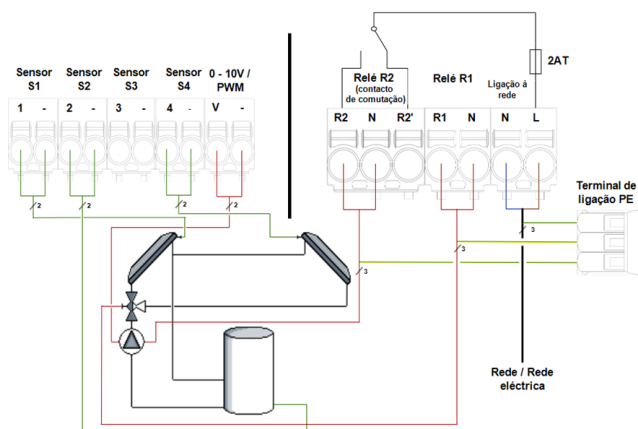 2AT
Sensor S1
Sensor S2
Sensor S3
Sensor S4
0 - 10V / PWM
Relé R2
(contacto
de comutação)
Relé R1
Ligação à
rede
1 - 2 - 3 - 4 - V -
R2 N R2' R1 N N L
Terminal de
ligação PE
2
2
2
2
3
3
3
Rede / Rede
eléctrica